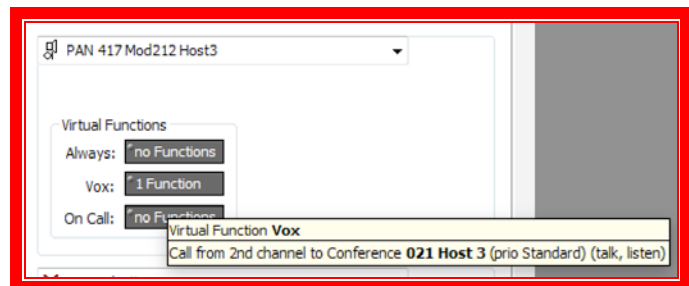 PAN 417 Mod212 Host3
Virtual Functions
Always: no Functions
Vox: 1 Function
On Call: no Functions
Virtual Function Vox
Call from 2nd channel to Conference 021 Host 3 (prio Standard) (talk, listen)